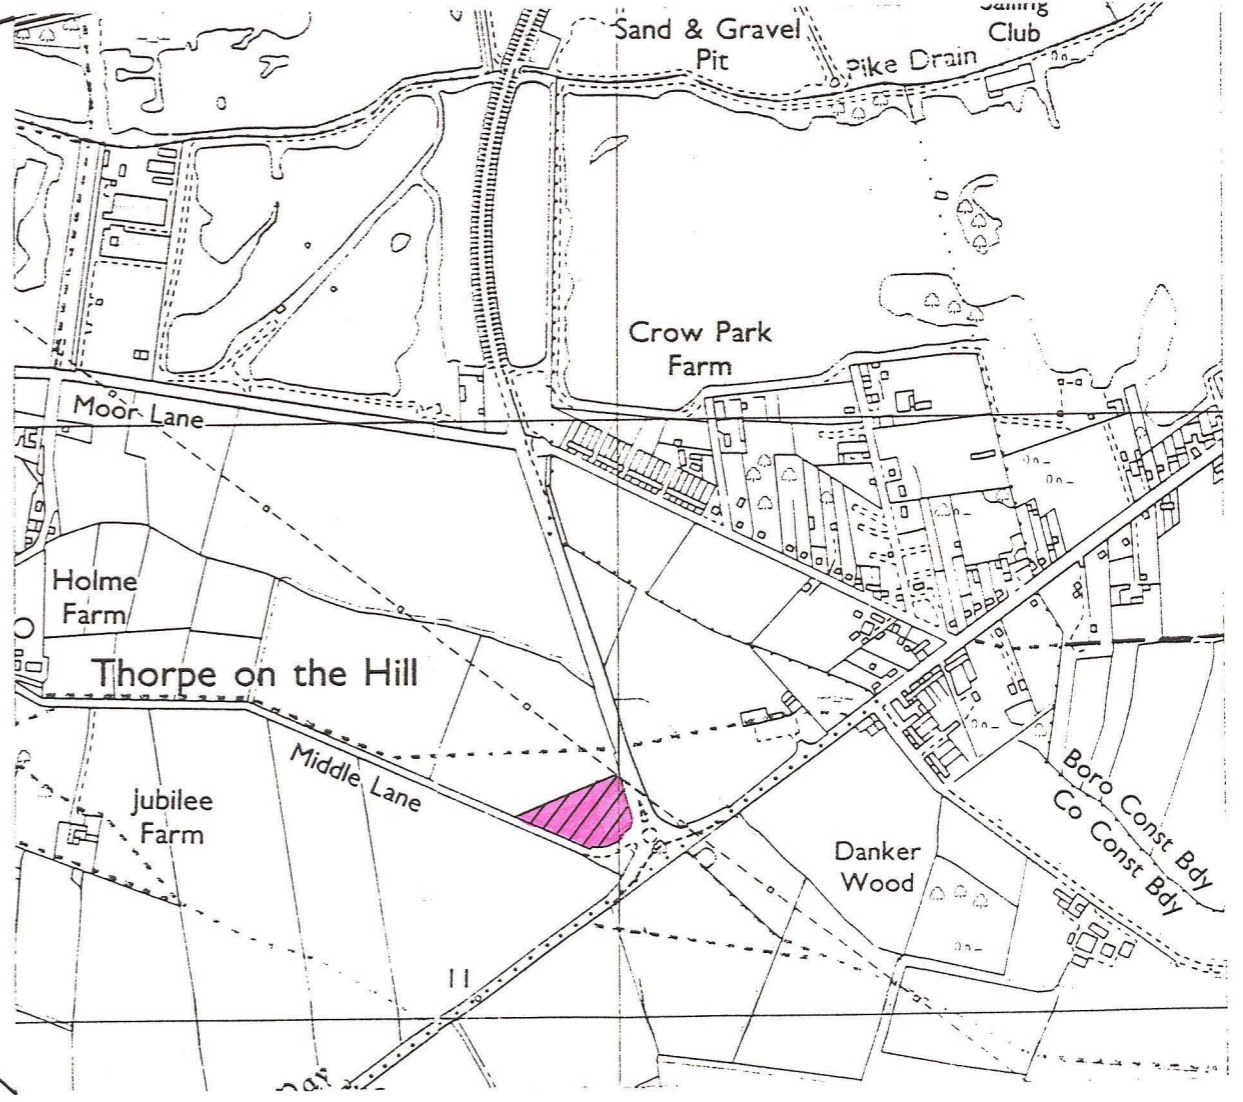 Sand & Gravel
Pit
Sailing
Club
Pike Drain
Crow Park
Farm
Moor Lane
Holme
Farm
Thorpe on the Hill
Middle Lane
Jubilee
Farm
Boro Const Bdy
Co Const Bdy
Danker
Wood
11